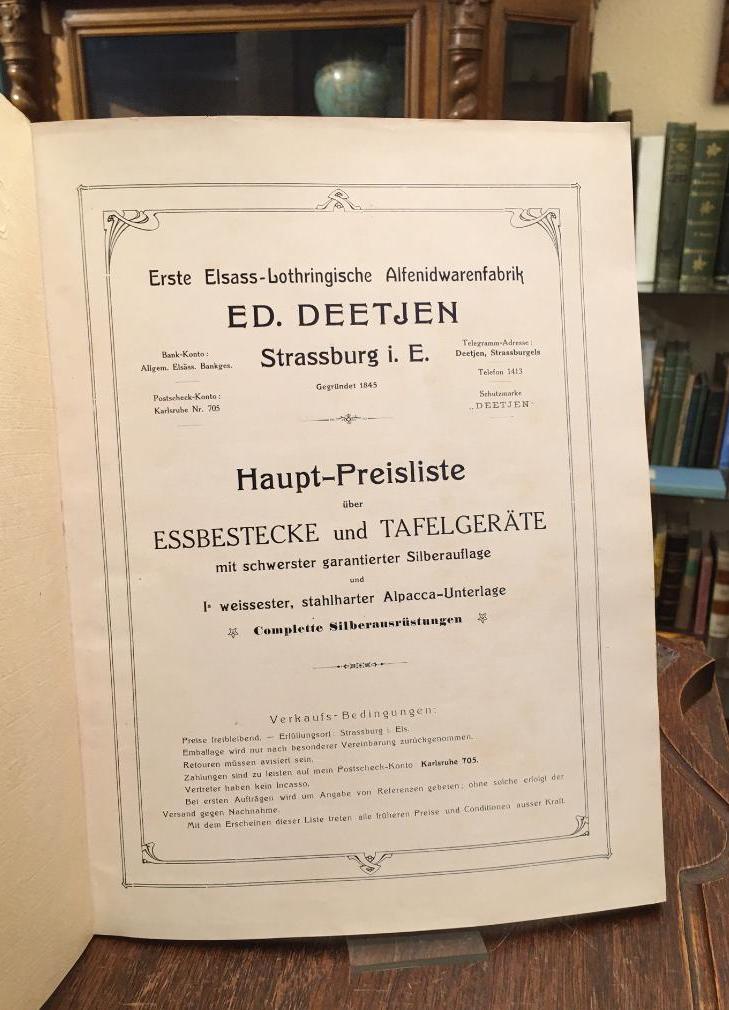 Erste Elsass-Lothringische Alfenidwarenfabrik
ED. DEETJEN
Strassburg i. E.
Gegründet 1845
Bank-Konto:
Allgem. Elsäss. Bankges.
Postscheck-Konto:
Karlsruhe Nr. 705
Telegramm-Adresse:
Deetjen, Strassburgels
Telefon 1413
Schutzmarke
„DEETJEN"
Haupt-Preisliste
über
ESSBESTECKE und TAFELGERÄTE
mit schwerster garantierter Silberauflage
und
Iª weissester, stahlharter Alpacca-Unterlage
Complette Silberausrüstungen
Verkaufs-Bedingungen:
Preise freibleibend. — Erfüllungsort: Strassburg i. Els.
Emballage wird nur nach besonderer Vereinbarung zurückgenommen.
Retouren müssen avisiert sein.
Zahlungen sind zu leisten auf mein Postscheck-Konto Karlsruhe 705.
Vertreter haben kein Incasso.
Bei ersten Aufträgen wird um Angabe von Referenzen gebeten; ohne solche erfolgt der
Versand gegen Nachnahme.
Mit dem Erscheinen dieser Liste treten alle früheren Preise und Conditionen ausser Kraft.